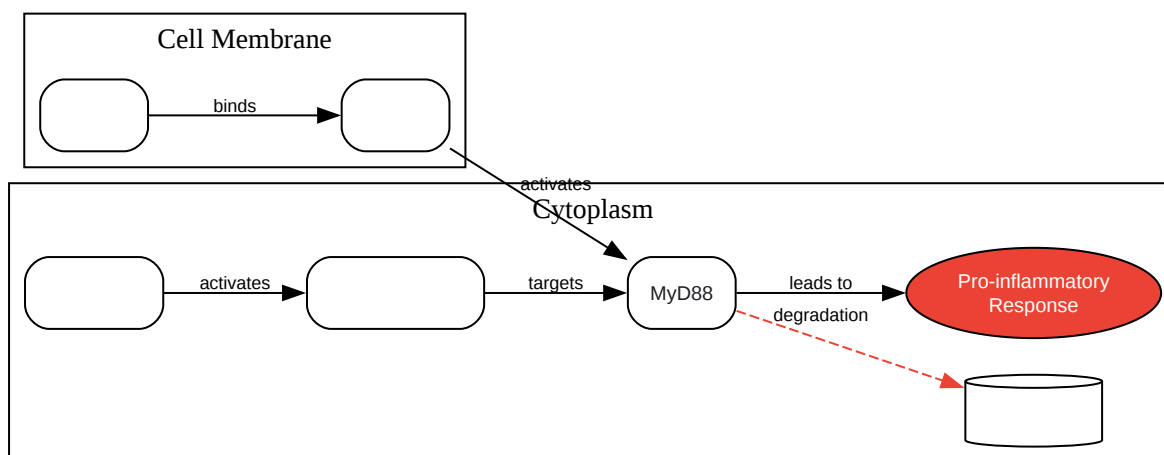 Cell Membrane
binds
activates
Cytoplasm
activates
targets
MyD88
leads to
Pro-inflammatory
Response
degradation